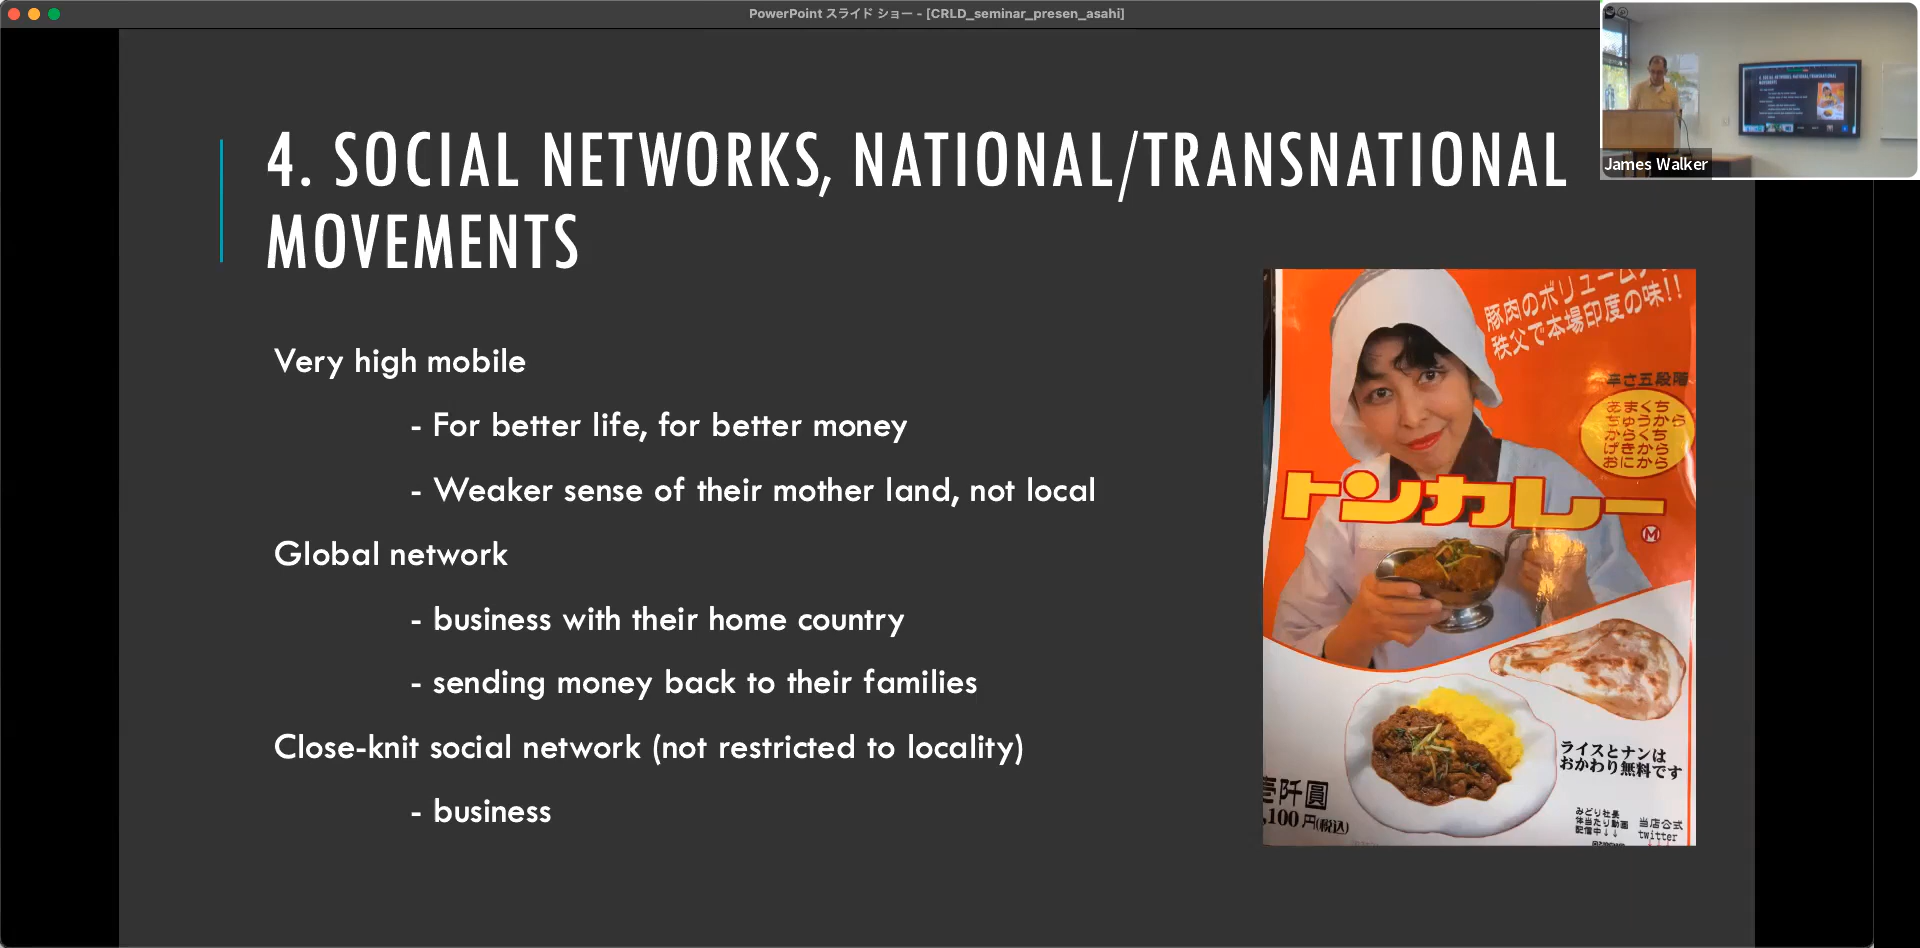 PowerPoint スライド ショー - [CRLD_seminar_presen_asahi]
James Walker
4. SOCIAL NETWORKS, NATIONAL/TRANSNATIONAL
MOVEMENTS
Very high mobile
- For better life, for better money
- Weaker sense of their mother land, not local
Global network
- business with their home country
- sending money back to their families
Close-knit social network (not restricted to locality)
- business
豚肉のボリューム
秩父で本場印度の味!!
辛さ五段階
あまくち
ちゅうから
からくち
げきから
おにから
トンカレー
M
ライスとナンは
おかわり無料です
壱阡圓
,100円(税込)
みどり社長
体当たり動画
配信中↓↓
当店公式
twitter